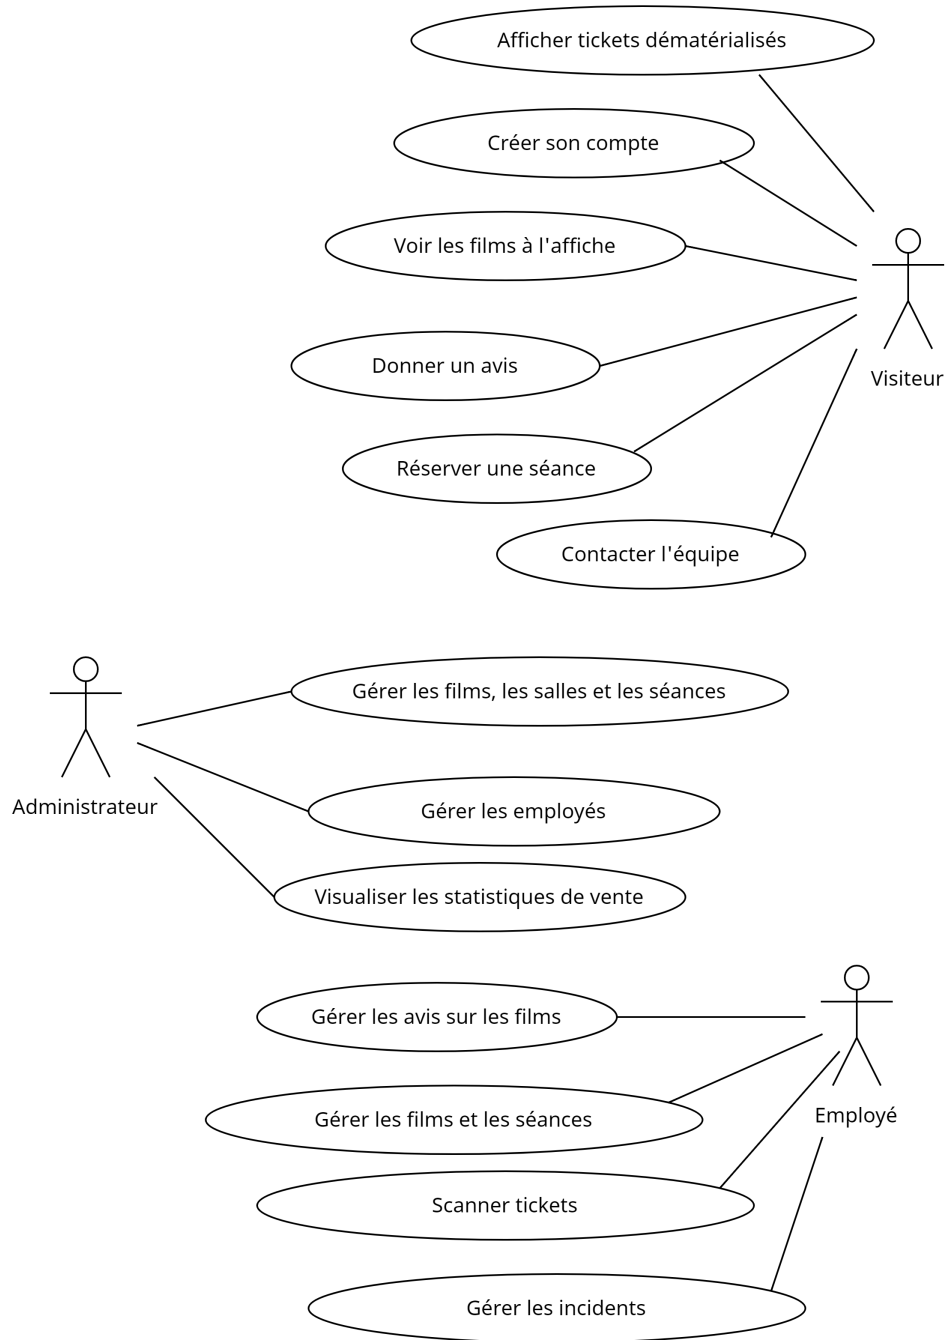 Afficher tickets dématérialisés
Créer son compte
Voir les films à l'affiche
Donner un avis
Visiteur
Réserver une séance
Contacter l'équipe
Gérer les films, les salles et les séances
Administrateur
Gérer les employés
Visualiser les statistiques de vente
Gérer les avis sur les films
Gérer les films et les séances
Employé
Scanner tickets
Gérer les incidents